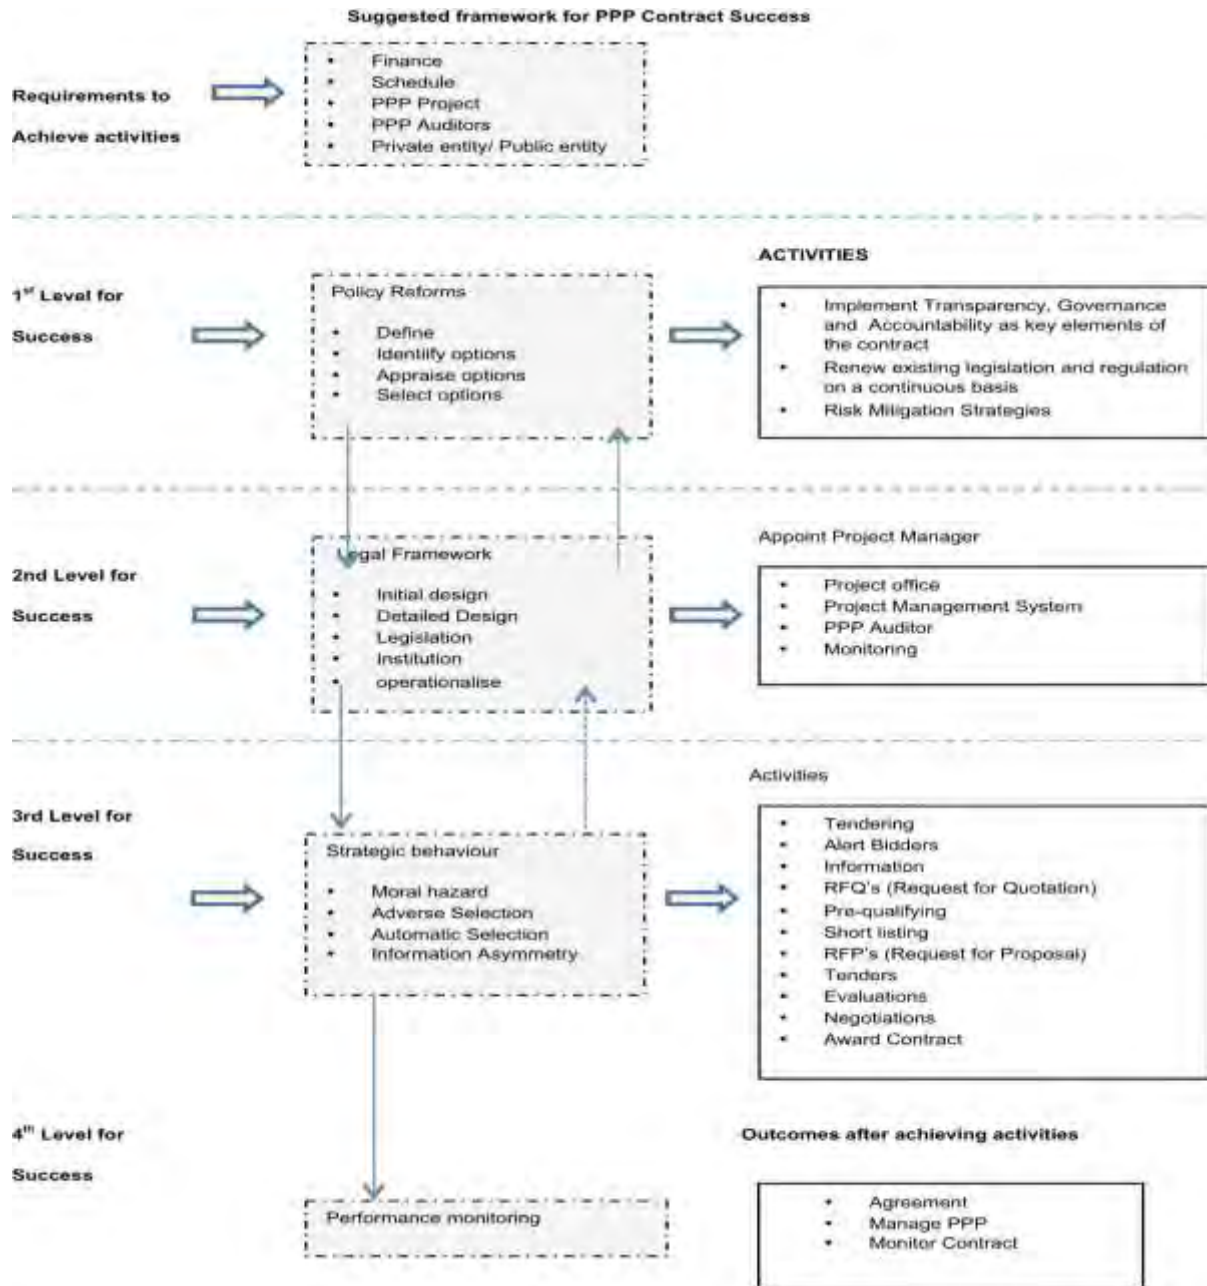 Suggested framework for PPP Contract Success
Requirements to
Achieve activities
• Finance
• Schedule
• PPP Project
• PPP Auditors
• Private entity/ Public entity
1st Level for
Success
Policy Reforms
• Define
• Identiify options
• Appraise options
• Select options
ACTIVITIES
• Implement Transparency, Governance
and Accountability as key elements of
the contract
• Renew existing legislation and regulation
on a continuous basis
• Risk Mitigation Strategies
2nd Level for
Success
Legal Framework
• Initial design
• Detailed Design
• Legislation
• Institution
• operationalise
Appoint Project Manager
• Project office
• Project Management System
• PPP Auditor
• Monitoring
3rd Level for
Success
Strategic behaviour
• Moral hazard
• Adverse Selection
• Automatic Selection
• Information Asymmetry
Activities
• Tendering
• Alert Bidders
• Information
• RFQ's (Request for Quotation)
• Pre-qualifying
• Short listing
• RFP's (Request for Proposal)
• Tenders
• Evaluations
• Negotiations
• Award Contract
4th Level for
Success
Performance monitoring
Outcomes after achieving activities
• Agreement
• Manage PPP
• Monitor Contract